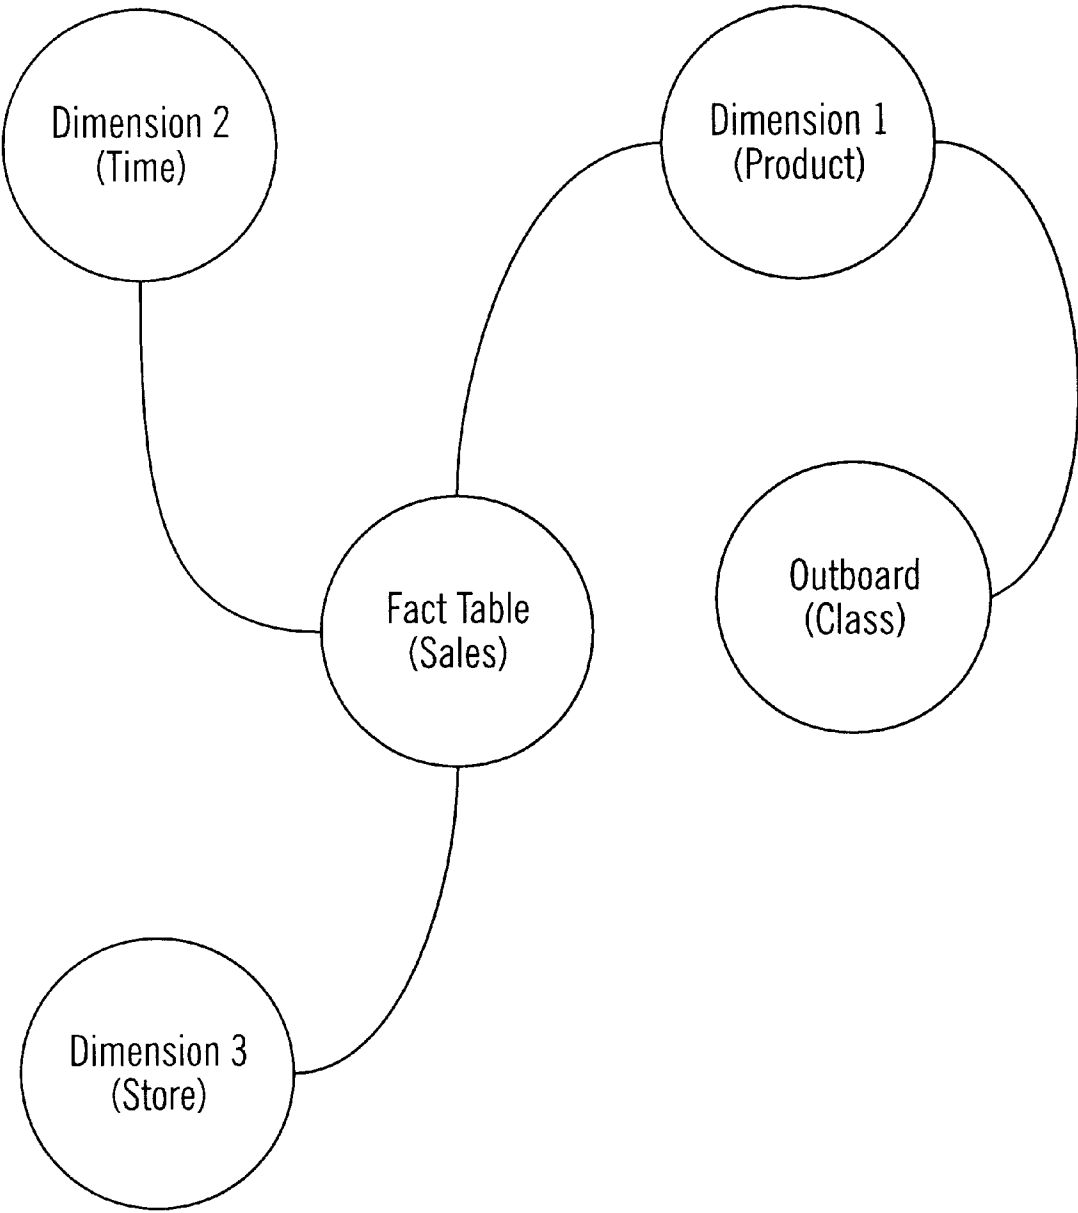 Dimension 2
(Time)
Dimension 1
(Product)
Fact Table
(Sales)
Outboard
(Class)
Dimension 3
(Store)